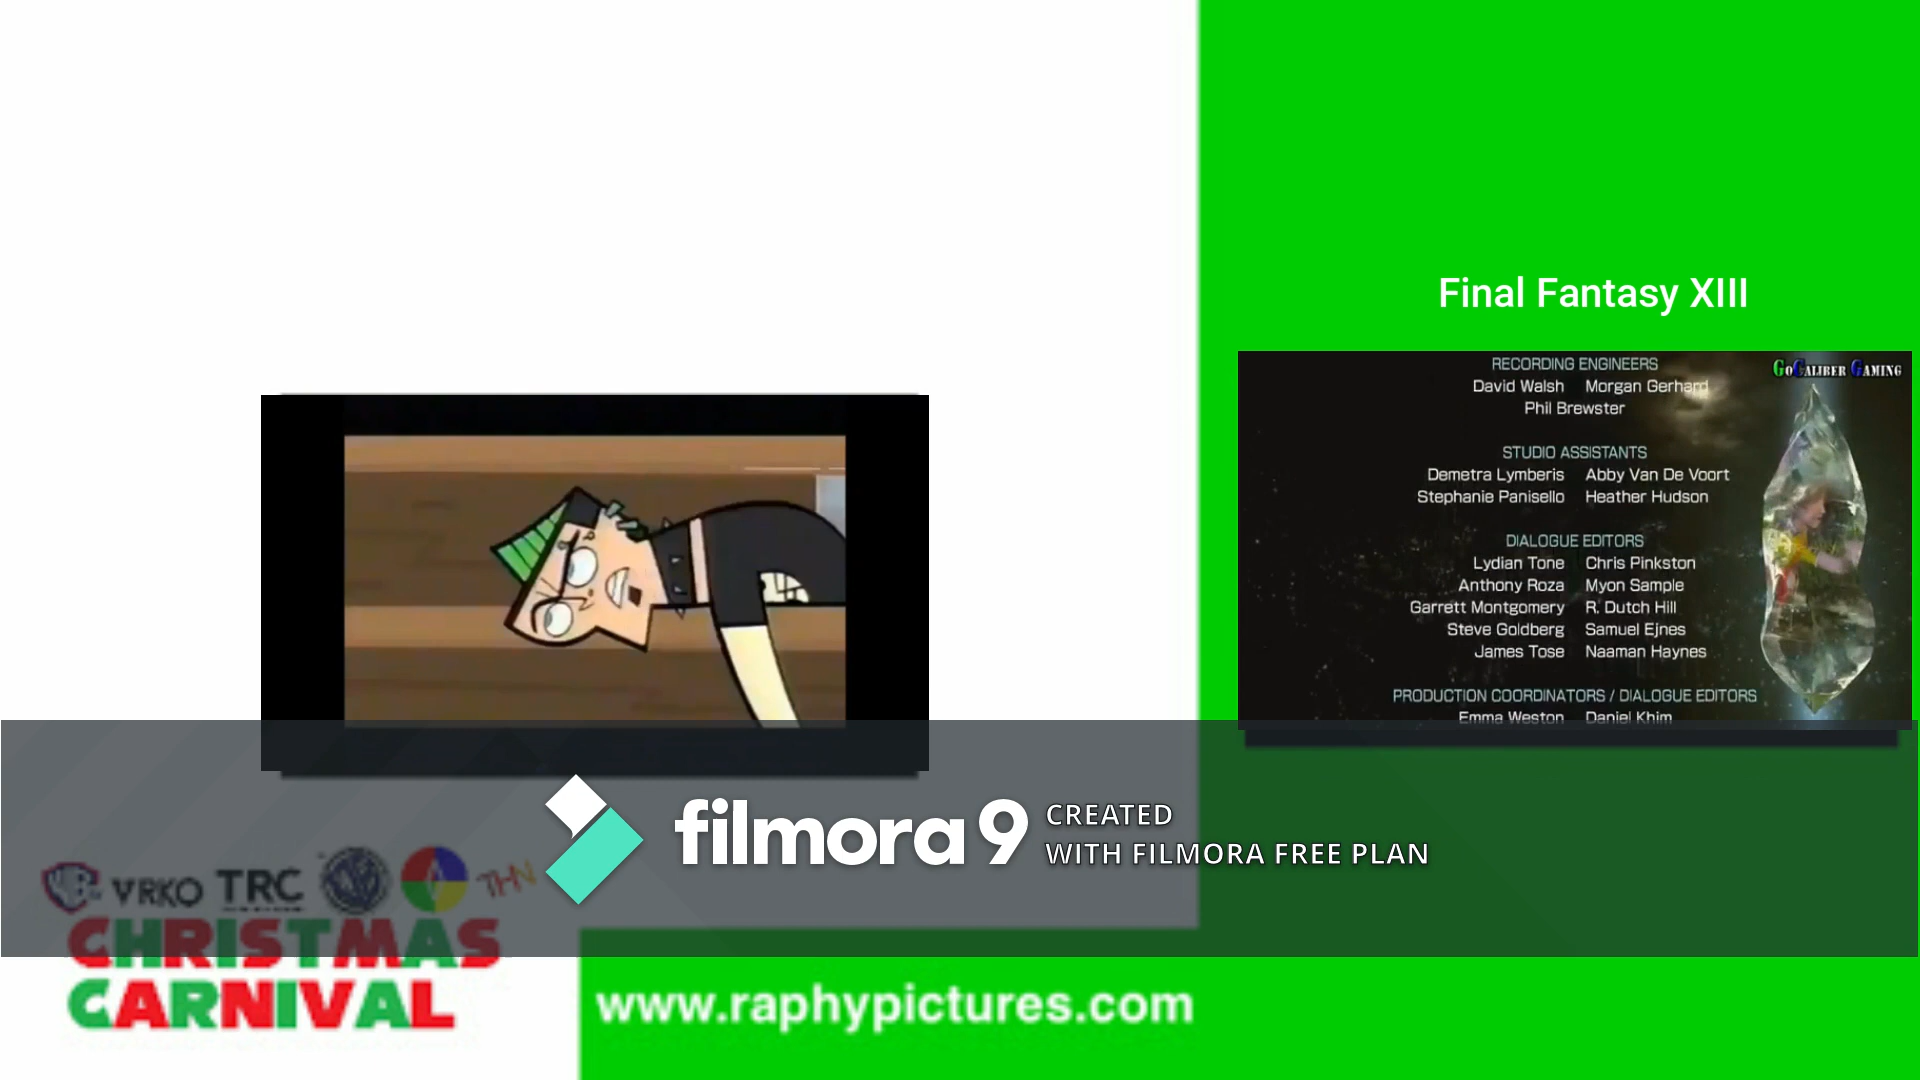 Final Fantasy XIII
RECORDING ENGINEERS
GOCALIBER GAMING
David Walsh Morgan Gerhard
Phil Brewster
STUDIO ASSISTANTS
Demetra Lymberis Abby Van De Voort
Stephanie Panisello Heather Hudson
DIALOGUE EDITORS
Lydian Tone Chris Pinkston
Anthony Roza Myon Sample
Garrett Montgomery R. Dutch Hill
Steve Goldberg Samuel Ejnes
James Tose Naaman Haynes
PRODUCTION COORDINATORS / DIALOGUE EDITORS
Emma Weston Daniel Khim
filmora9 CREATED
WITH FILMORA FREE PLAN
VRKO TRC THN
CHRISTMAS
CARNIVAL
www.raphypictures.com